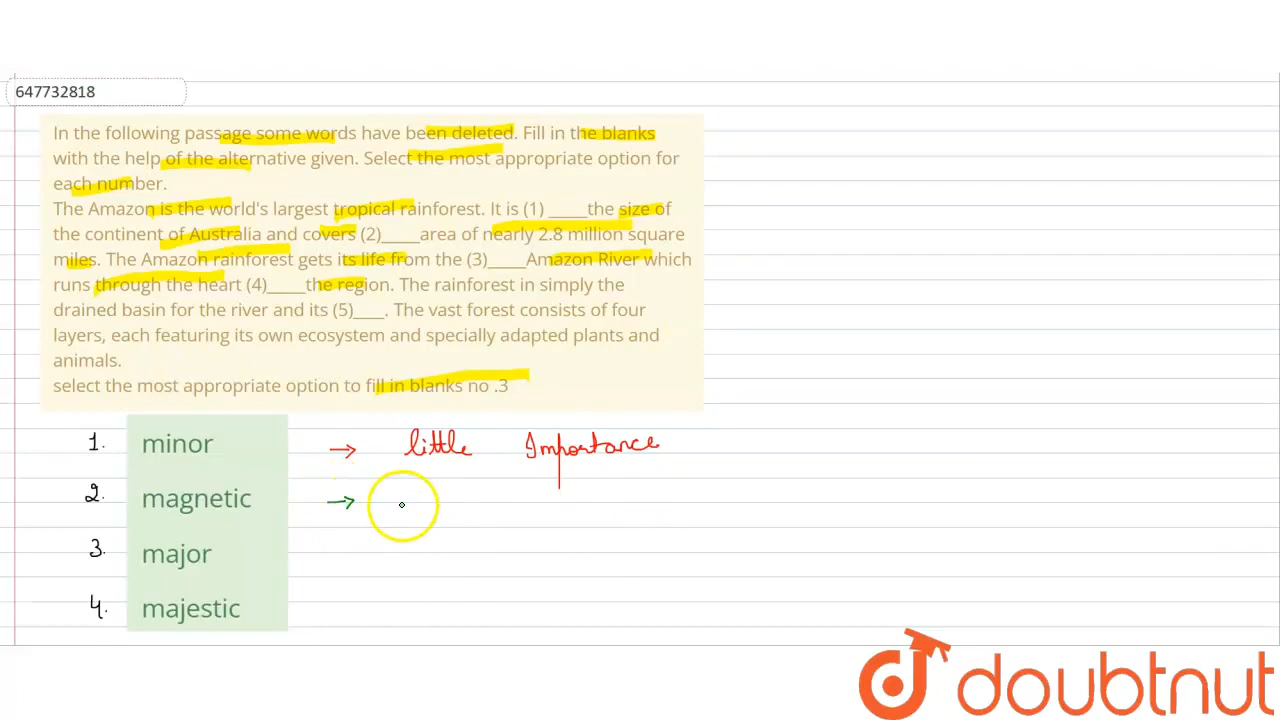 647732818
In the following passage some words have been deleted. Fill in the blanks
with the help of the alternative given. Select the most appropriate option for
each number.
The Amazon is the world's largest tropical rainforest. It is (1) _____the size of
the continent of Australia and covers (2)_____area of nearly 2.8 million square
miles. The Amazon rainforest gets its life from the (3)_____Amazon River which
runs through the heart (4)_____the region. The rainforest in simply the
drained basin for the river and its (5)____. The vast forest consists of four
layers, each featuring its own ecosystem and specially adapted plants and
animals.
select the most appropriate option to fill in blanks no .3
1. minor → little Importance
2. magnetic →
3. major
4. majestic
doubtnut